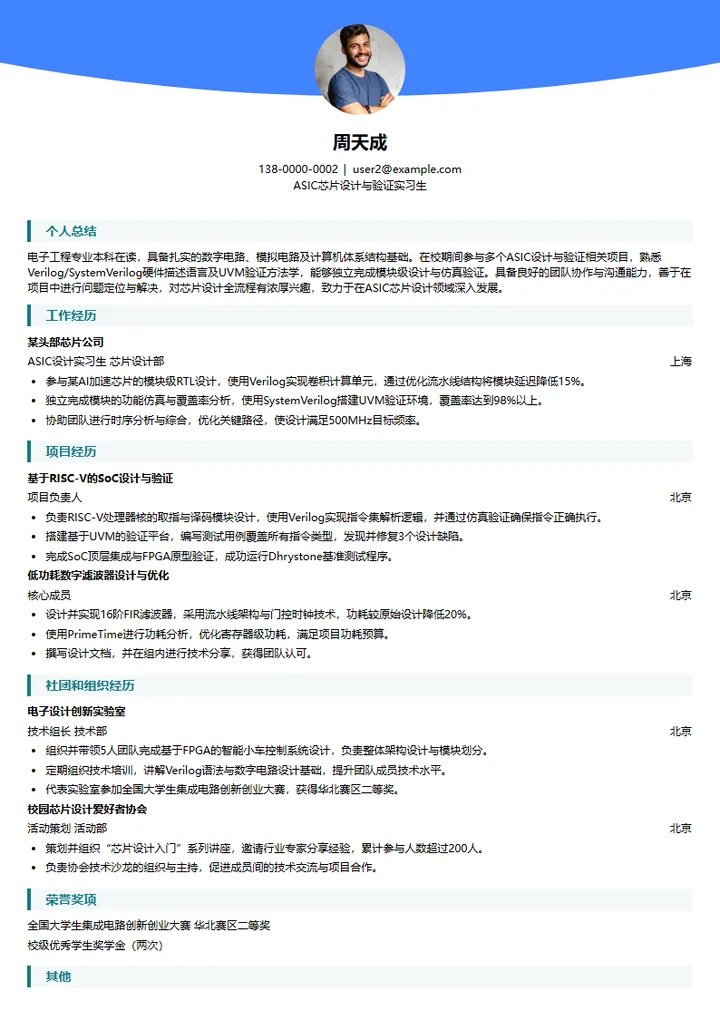 周天成
138-0000-0002 | user2@example.com
ASIC芯片设计与验证实习生
个人总结
电子工程专业本科在读，具备扎实的数字电路、模拟电路及计算机体系结构基础。在校期间参与多个ASIC设计与验证相关项目，熟悉
Verilog/SystemVerilog硬件描述语言及UVM验证方法学，能够独立完成模块级设计与仿真验证。具备良好的团队协作与沟通能力，善于在
项目中进行问题定位与解决，对芯片设计全流程有浓厚兴趣，致力于在ASIC芯片设计领域深入发展。
工作经历
某头部芯片公司
ASIC设计实习生 芯片设计部 上海
• 参与某AI加速芯片的模块级RTL设计，使用Verilog实现卷积计算单元，通过优化流水线结构将模块延迟降低15%。
• 独立完成模块的功能仿真与覆盖率分析，使用SystemVerilog搭建UVM验证环境，覆盖率达到98%以上。
• 协助团队进行时序分析与综合，优化关键路径，使设计满足500MHz目标频率。
项目经历
基于RISC-V的SoC设计与验证
项目负责人 北京
• 负责RISC-V处理器核的取指与译码模块设计，使用Verilog实现指令集解析逻辑，并通过仿真验证确保指令正确执行。
• 搭建基于UVM的验证平台，编写测试用例覆盖所有指令类型，发现并修复3个设计缺陷。
• 完成SoC顶层集成与FPGA原型验证，成功运行Dhrystone基准测试程序。
低功耗数字滤波器设计与优化
核心成员 北京
• 设计并实现16阶FIR滤波器，采用流水线架构与门控时钟技术，功耗较原始设计降低20%。
• 使用PrimeTime进行功耗分析，优化寄存器级功耗，满足项目功耗预算。
• 撰写设计文档，并在组内进行技术分享，获得团队认可。
社团和组织经历
电子设计创新实验室
技术组长 技术部 北京
• 组织并带领5人团队完成基于FPGA的智能小车控制系统设计，负责整体架构设计与模块划分。
• 定期组织技术培训，讲解Verilog语法与数字电路设计基础，提升团队成员技术水平。
• 代表实验室参加全国大学生集成电路创新创业大赛，获得华北赛区二等奖。
校园芯片设计爱好者协会
活动策划 活动部 北京
• 策划并组织“芯片设计入门”系列讲座，邀请行业专家分享经验，累计参与人数超过200人。
• 负责协会技术沙龙的组织与主持，促进成员间的技术交流与项目合作。
荣誉奖项
全国大学生集成电路创新创业大赛 华北赛区二等奖
校级优秀学生奖学金（两次）
其他